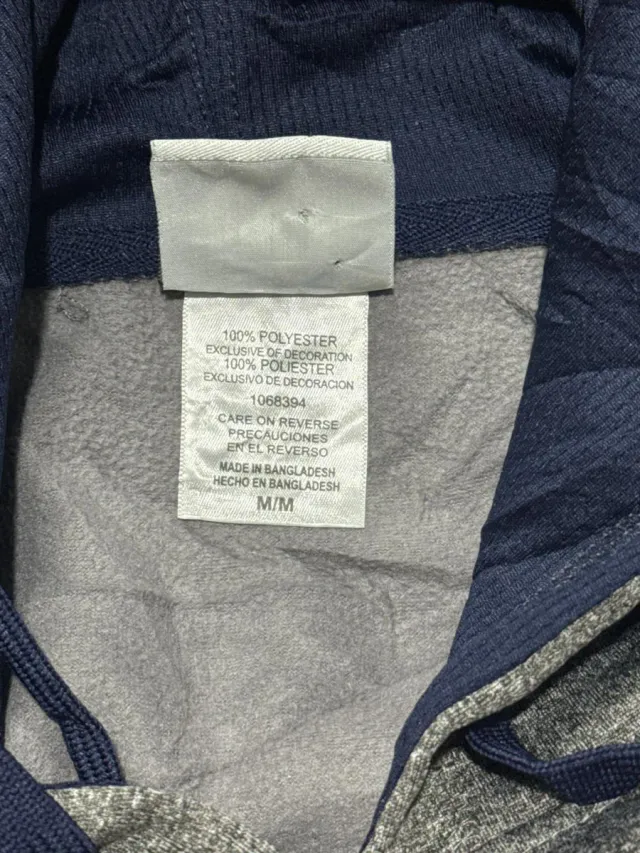 100% POLYESTER
EXCLUSIVE OF DECORATION
100% POLIESTER
EXCLUSIVO DE DECORACION
1068394
CARE ON REVERSE
PRECAUCIONES
EN EL REVERSO
MADE IN BANGLADESH
HECHO EN BANGLADESH
M/M